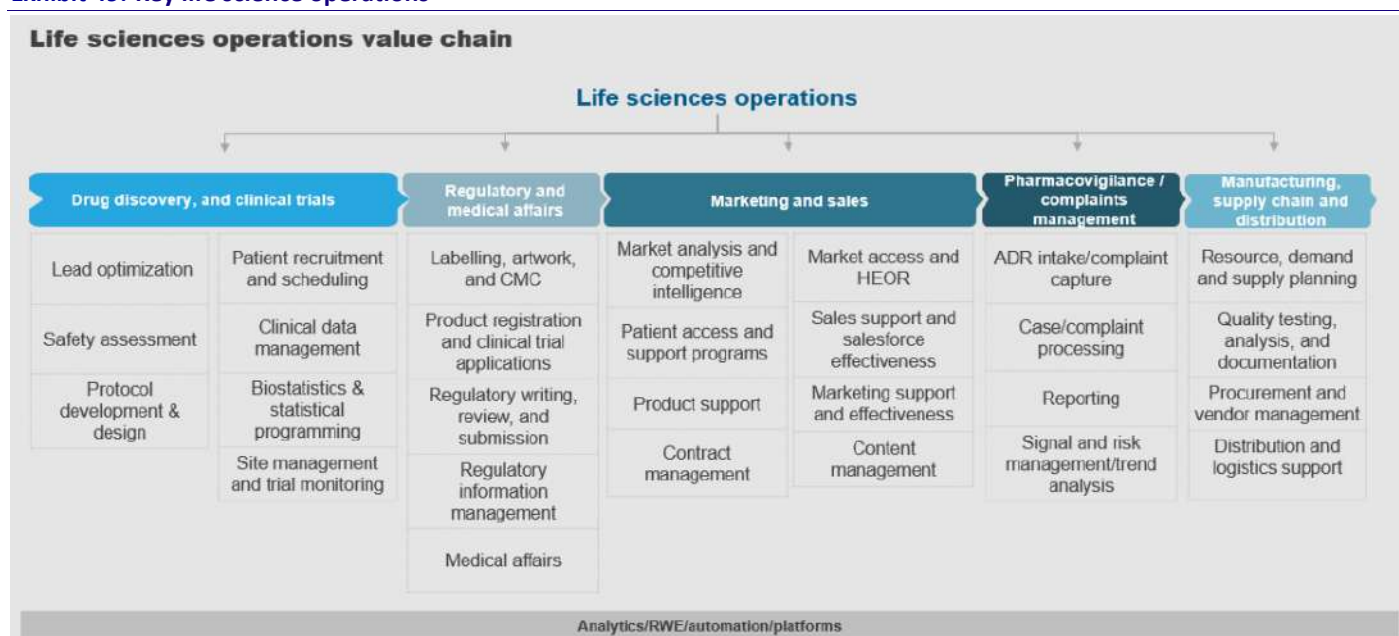 Life sciences operations value chain
Life sciences operations
Drug discovery, and clinical trials
Regulatory and
medical affairs
Marketing and sales
Pharmacovigilance /
complaints
management
Manufacturing,
supply chain and
distribution
Lead optimization
Safety assessment
Protocol
development &
design
Patient recruitment
and scheduling
Clinical data
management
Biostatistics &
statistical
programming
Site management
and trial monitoring
Labelling, artwork,
and CMC
Product registration
and clinical trial
applications
Regulatory writing,
review, and
submission
Regulatory
information
management
Medical affairs
Market analysis and
competitive
intelligence
Patient access and
support programs
Product support
Contract
management
Market access and
HEOR
Sales support and
salesforce
effectiveness
Marketing support
and effectiveness
Content
management
ADR intake/complaint
capture
Case/complaint
processing
Reporting
Signal and risk
management/trend
analysis
Resource, demand
and supply planning
Quality testing,
analysis, and
documentation
Procurement and
vendor management
Distribution and
logistics support
Analytics/RWE/automation/platforms